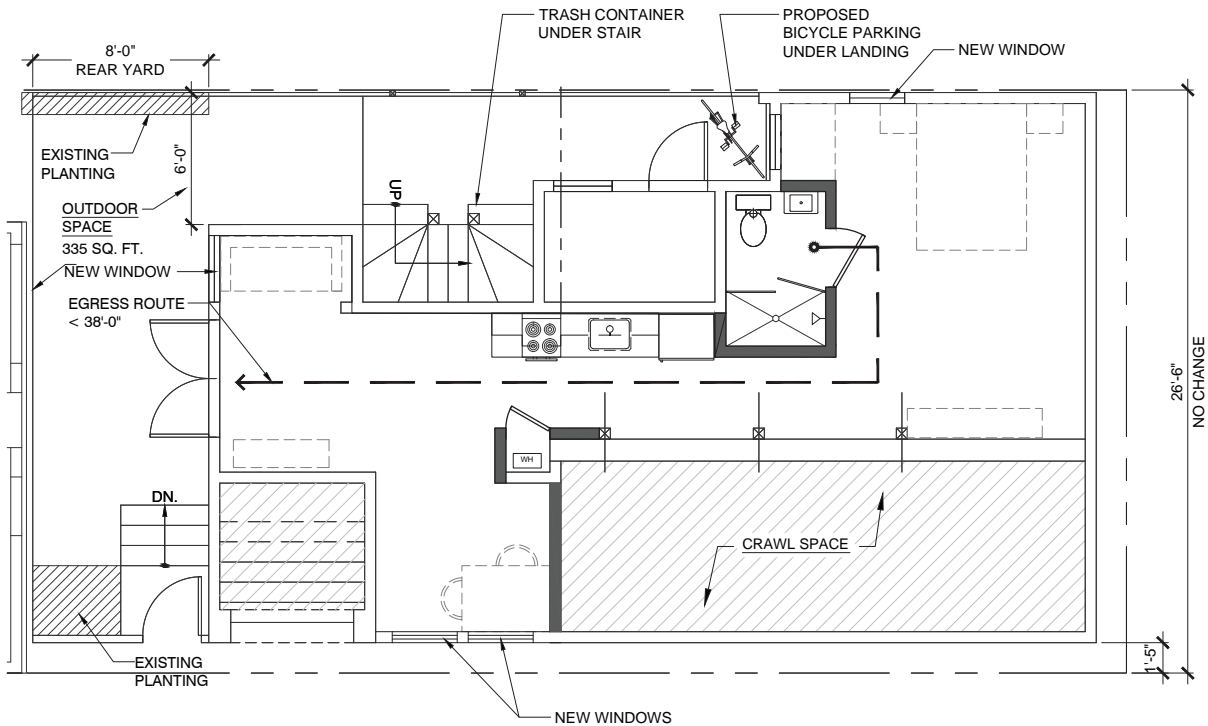 TRASH CONTAINER
UNDER STAIR
PROPOSED
BICYCLE PARKING
UNDER LANDING
NEW WINDOW
8'-0"
REAR YARD
EXISTING
PLANTING
6'-0"
OUTDOOR
SPACE
335 SQ. FT.
NEW WINDOW
EGRESS ROUTE
< 38'-0"
UP
26'-6"
NO CHANGE
WH
DN.
CRAWL SPACE
EXISTING
PLANTING
1'-5"
NEW WINDOWS